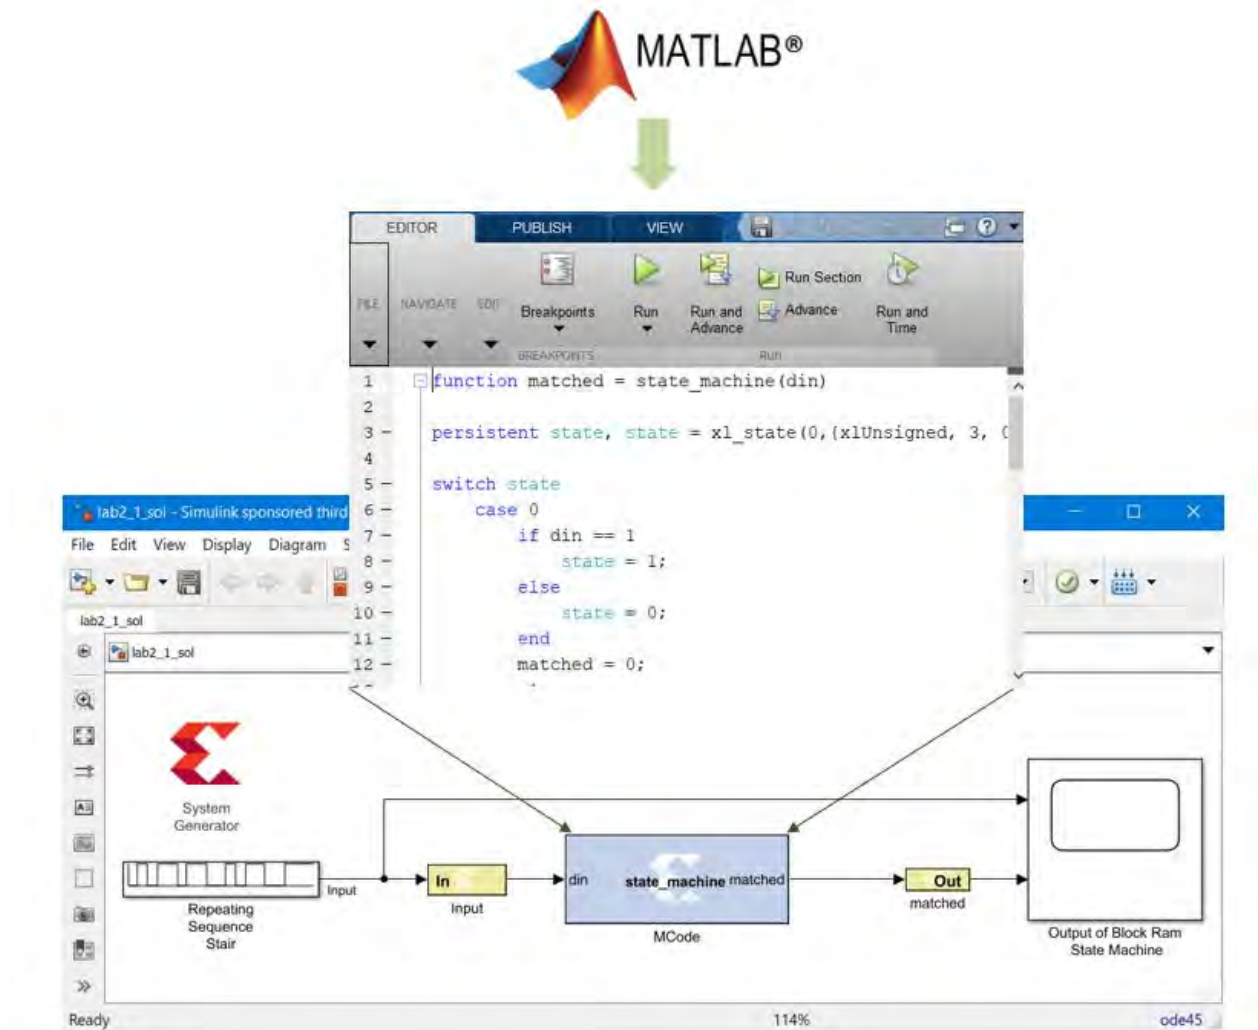 MATLAB®
EDITOR PUBLISH VIEW
FILE NAVIGATE EDIT Breakpoints Run Run and Advance Run Section Advance Run and Time
BREAKPOINTS RUN
1 function matched = state_machine(din)
2
3 persistent state, state = xl_state(0,{xlUnsigned, 3, 0
4
5 switch state
6 case 0
7 if din == 1
8 state = 1;
9 else
10 state = 0;
11 end
12 matched = 0;
lab2_1_sol - Simulink sponsored third
File Edit View Display Diagram S
lab2_1_sol
lab2_1_sol
System
Generator
Input
Repeating
Sequence
Stair
In
Input
din state_machine matched
MCode
Out
matched
Output of Block Ram
State Machine
Ready 114% ode45